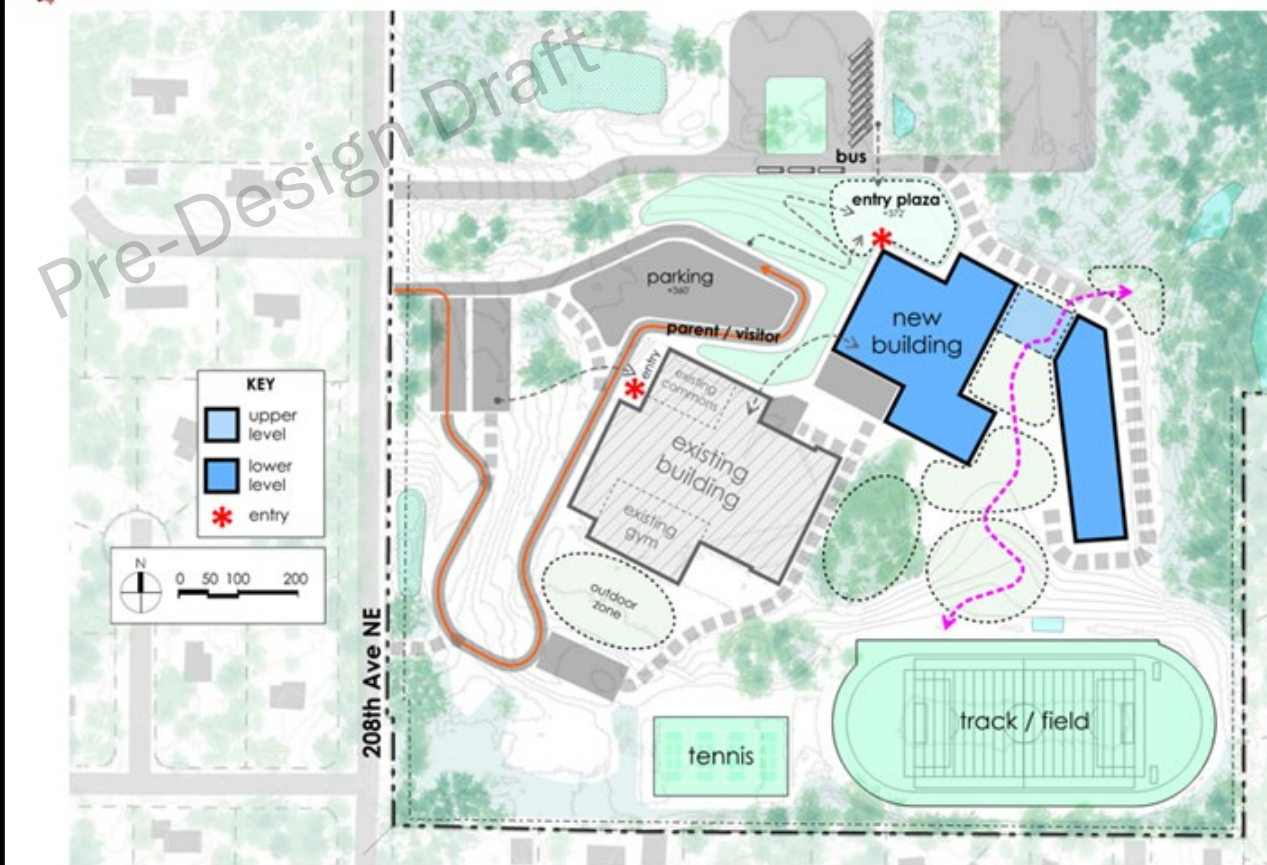 Pre-Design Draft
bus
entry plaza
+372'
parking
+360'
parent / visitor
new
building
entry
existing
commons
existing
building
existing
gym
outdoor
zone
KEY
upper
level
lower
level
entry
N
0 50 100 200
208th Ave NE
track / field
tennis